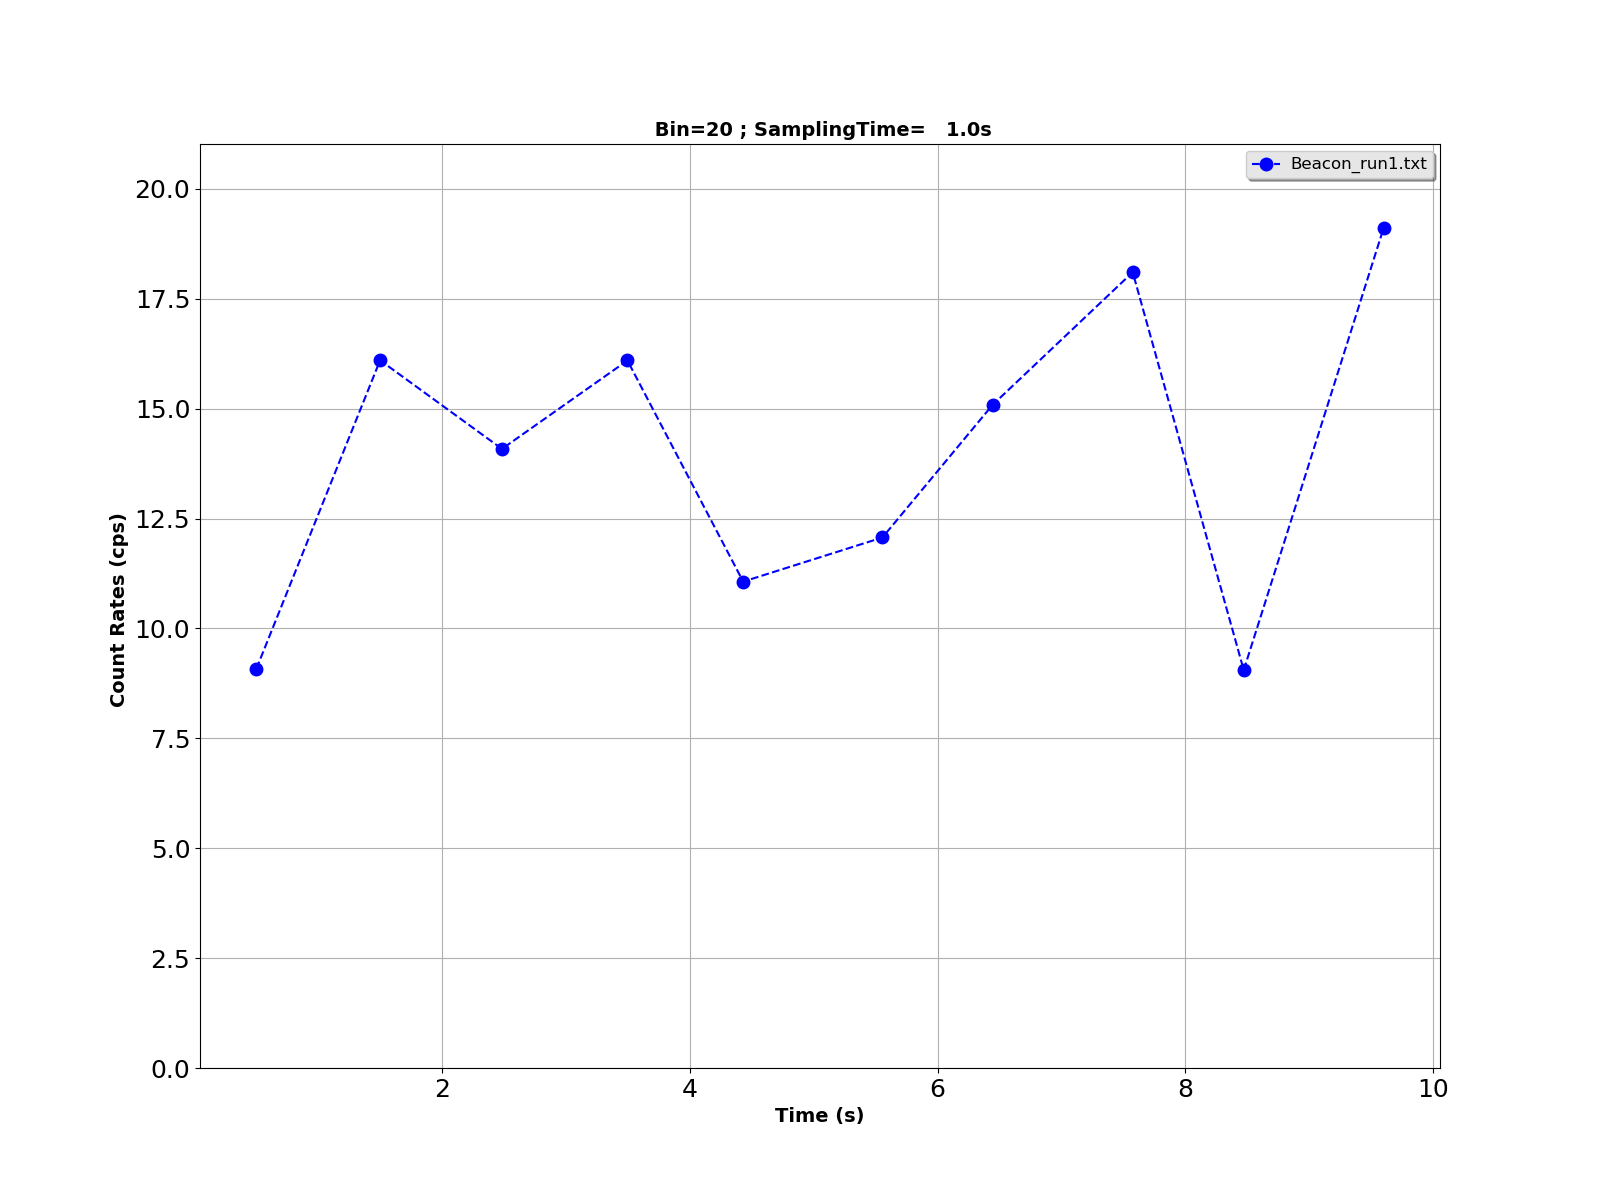 Bin=20 ; SamplingTime=   1.0s
Beacon_run1.txt
20.0
17.5
15.0
12.5
10.0
7.5
5.0
2.5
0.0
Count Rates (cps)
2 4 6 8 10
Time (s)